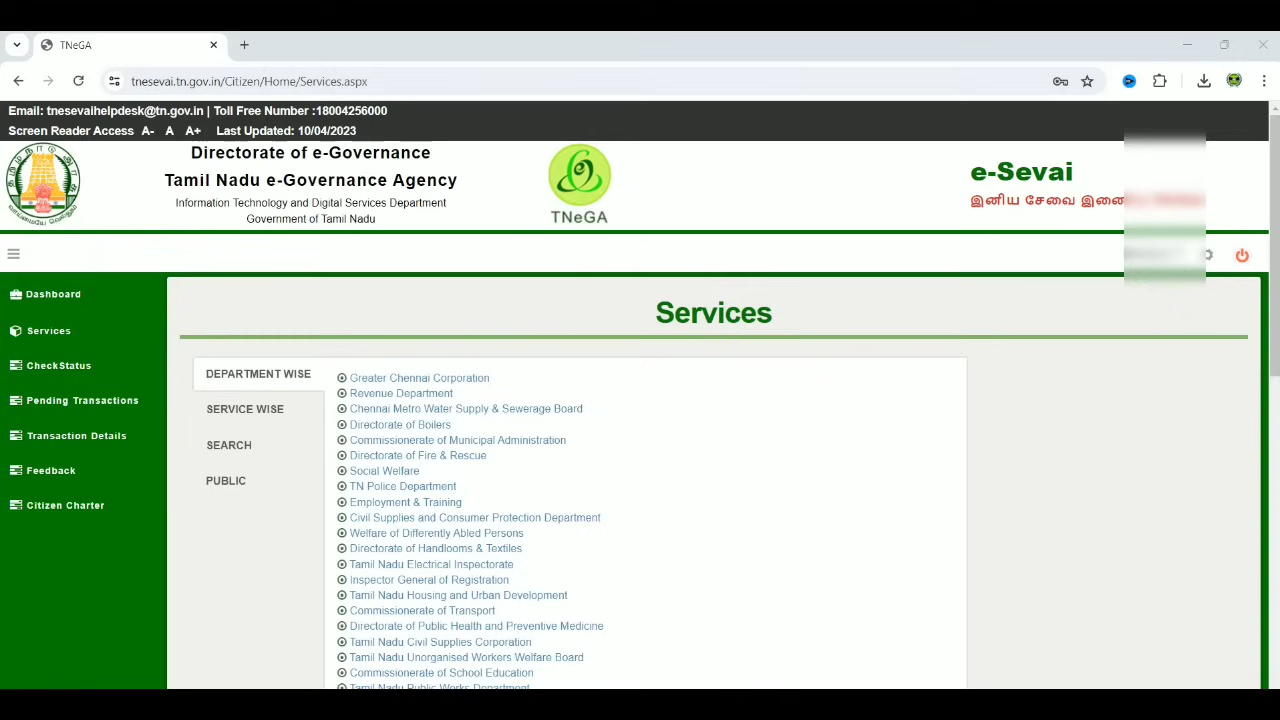 TNeGA
tnesevai.tn.gov.in/Citizen/Home/Services.aspx
Email: tnesevaihelpdesk@tn.gov.in | Toll Free Number :18004256000
Screen Reader Access A- A A+ Last Updated: 10/04/2023
Directorate of e-Governance
Tamil Nadu e-Governance Agency
Information Technology and Digital Services Department
Government of Tamil Nadu
TNeGA
e-Sevai
இனிய சேவை
Dashboard
Services
CheckStatus
Pending Transactions
Transaction Details
Feedback
Citizen Charter
Services
DEPARTMENT WISE
SERVICE WISE
SEARCH
PUBLIC
Greater Chennai Corporation
Revenue Department
Chennai Metro Water Supply & Sewerage Board
Directorate of Boilers
Commissionerate of Municipal Administration
Directorate of Fire & Rescue
Social Welfare
TN Police Department
Employment & Training
Civil Supplies and Consumer Protection Department
Welfare of Differently Abled Persons
Directorate of Handlooms & Textiles
Tamil Nadu Electrical Inspectorate
Inspector General of Registration
Tamil Nadu Housing and Urban Development
Commissionerate of Transport
Directorate of Public Health and Preventive Medicine
Tamil Nadu Civil Supplies Corporation
Tamil Nadu Unorganised Workers Welfare Board
Commissionerate of School Education
Tamil Nadu Public Works Department